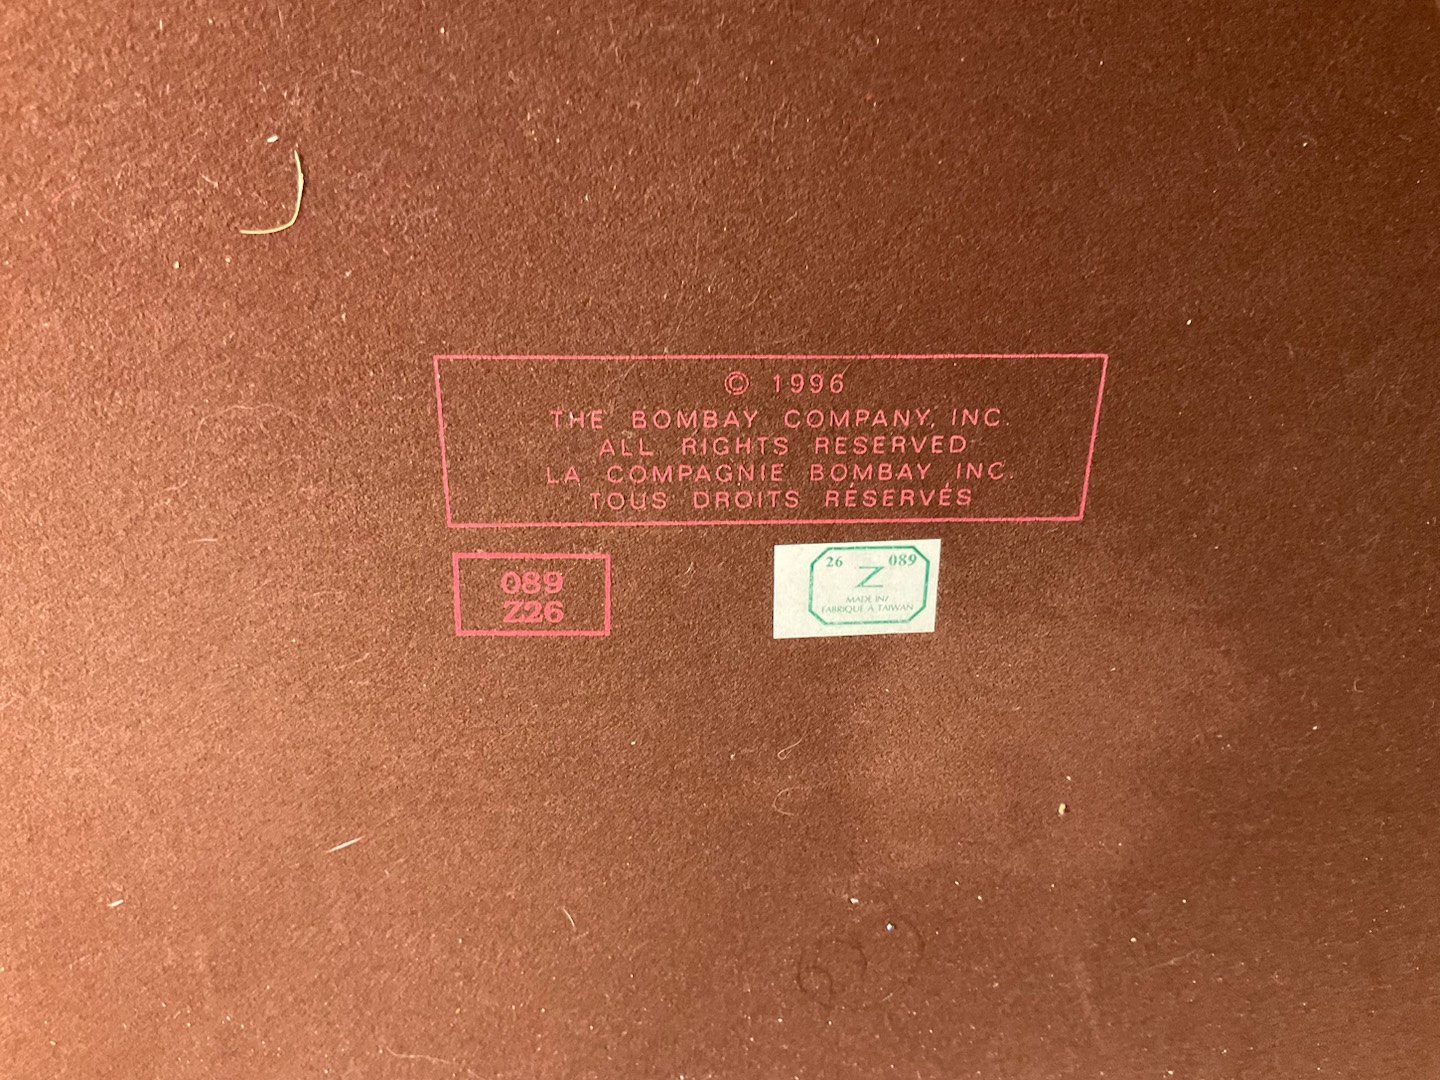 © 1996
THE BOMBAY COMPANY, INC.
ALL RIGHTS RESERVED
LA COMPAGNIE BOMBAY INC.
TOUS DROITS RÉSERVÉS
089
Z26
26 Z 089
MADE IN/
FABRIQUÉ À TAIWAN